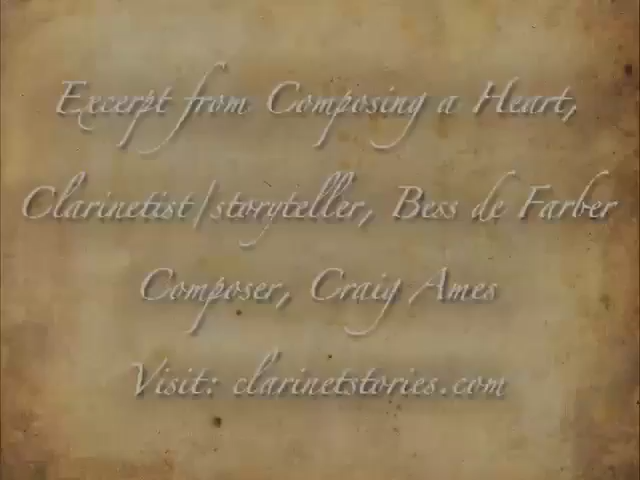 Excerpt from Composing a Heart,
Clarinetist/storyteller, Bess de Farber
Composer, Craig Ames
Visit: clarinetstories.com